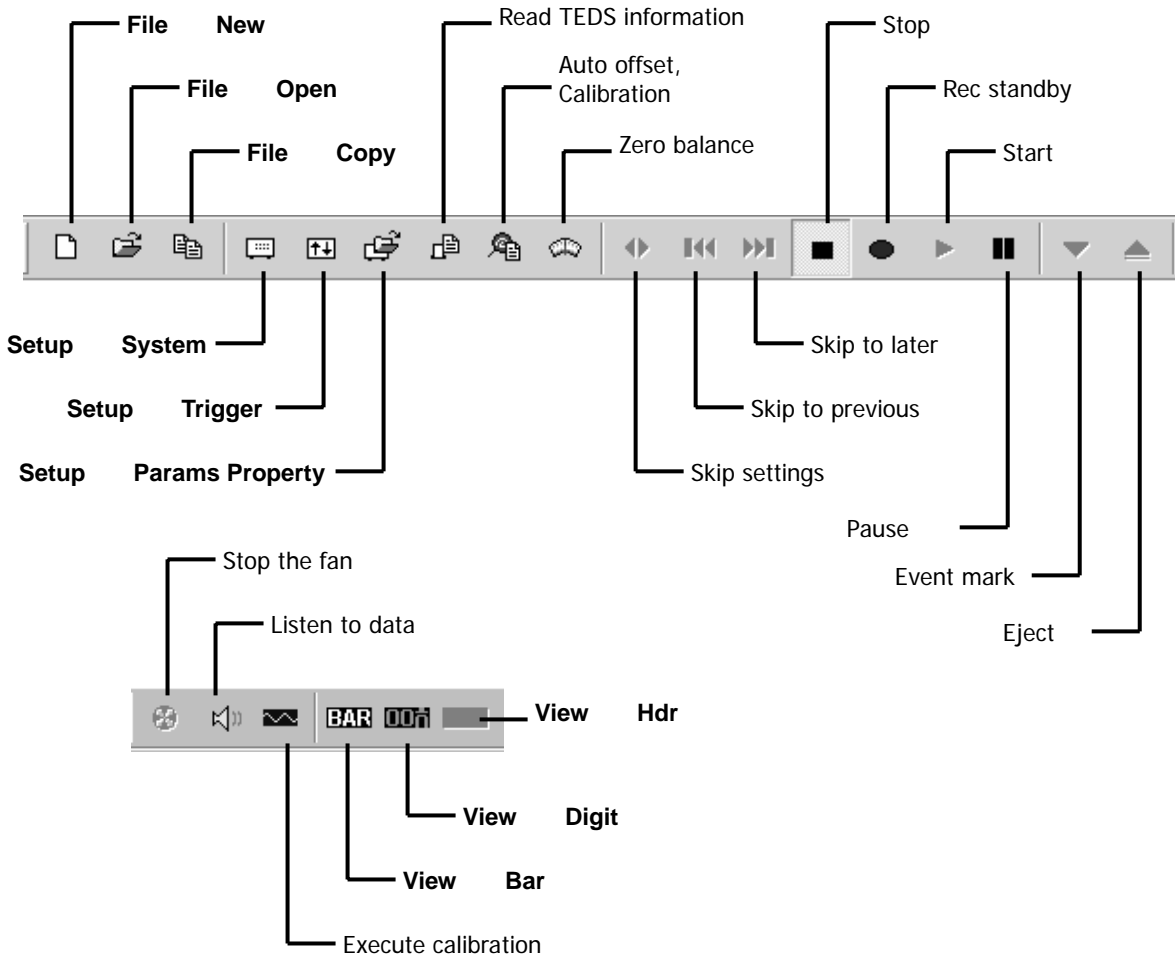 File New
Read TEDS information
Stop
File Open
Auto offset,
Calibration
Rec standby
File Copy
Zero balance
Start
Setup System
Skip to later
Setup Trigger
Skip to previous
Setup Params Property
Skip settings
Pause
Stop the fan
Event mark
Listen to data
Eject
BAR
View Hdr
View Digit
View Bar
Execute calibration